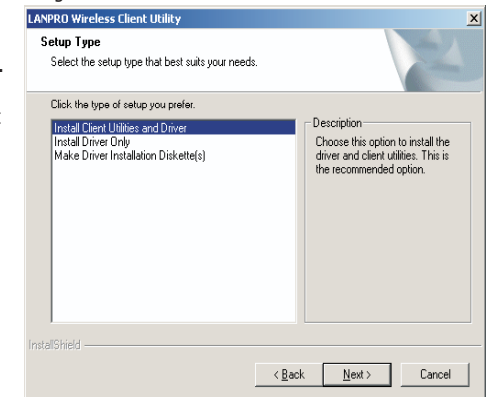 LANPRO Wireless Client Utility
Setup Type
Select the setup type that best suits your needs.
Click the type of setup you prefer.
Install Client Utilities and Driver
Install Driver Only
Make Driver Installation Diskette(s)
Description
Choose this option to install the
driver and client utilities. This is
the recommended option.
InstallShield
< Back
Next >
Cancel